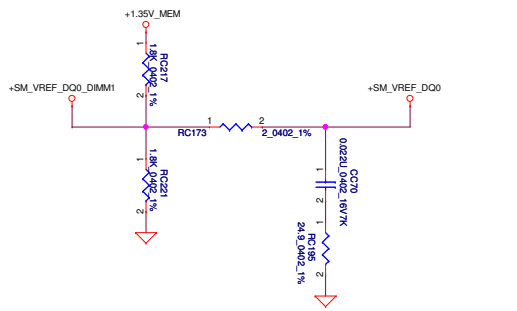 +1.35V_MEM
1
RC217
1.8K_0402_1%
2
+SM_VREF_DQ0_DIMM1
+SM_VREF_DQ0
1
2
RC173
2_0402_1%
1
RC221
1.8K_0402_1%
2
1
CC70
0.022U_0402_16V7K
2
1
RC195
24.9_0402_1%
2